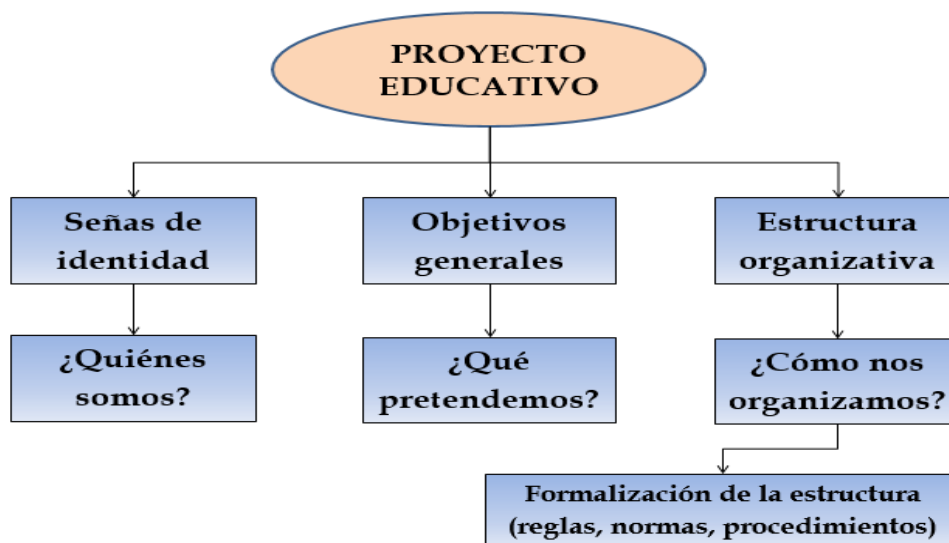 PROYECTO
EDUCATIVO
Señas de
identidad
Objetivos
generales
Estructura
organizativa
¿Quiénes
somos?
¿Qué
pretendemos?
¿Cómo nos
organizamos?
Formalización de la estructura
(reglas, normas, procedimientos)